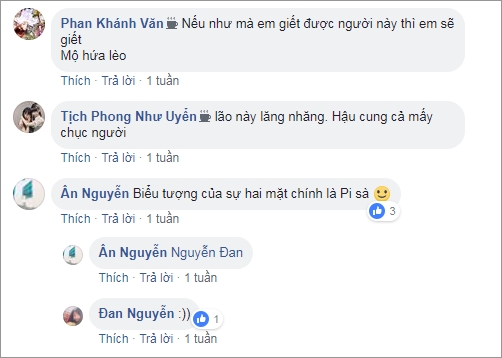 Phan Khánh Văn Nếu như mà em giết được người này thì em sẽ
giết
Mộ hứa lèo
Thích · Trả lời · 1 tuần
Tịch Phong Như Uyển lão này lăng nhăng. Hậu cung cả mấy
chục người
Thích · Trả lời · 1 tuần
Ân Nguyễn Biểu tượng của sự hai mặt chính là Pi sà
3
Thích · Trả lời · 1 tuần
Ân Nguyễn Nguyễn Đan
Thích · Trả lời · 1 tuần
Đan Nguyễn :))
1
Thích · Trả lời · 1 tuần